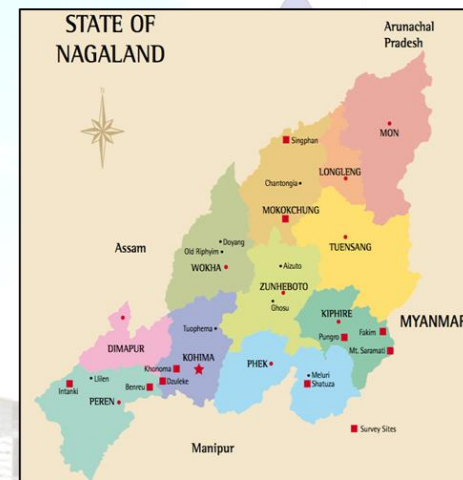 STATE OF
NAGALAND
Arunachal
Pradesh
MON
Singphan
LONGLENG
Chantongia
MOKOKCHUNG
TUENSANG
Assam
Doyang
Old Riphyim
WOKHA
Aizuto
ZUNHEBOTO
Ghosu
KIPHIRE
MYANMAR
Tuophema
Pungro
Fakim
Mt. Saramati
DIMAPUR
KOHIMA
Khonoma
PHEK
Meluri
Shatuza
Intanki
Lilen
Benreu
Dzuleke
PEREN
Survey Sites
Manipur